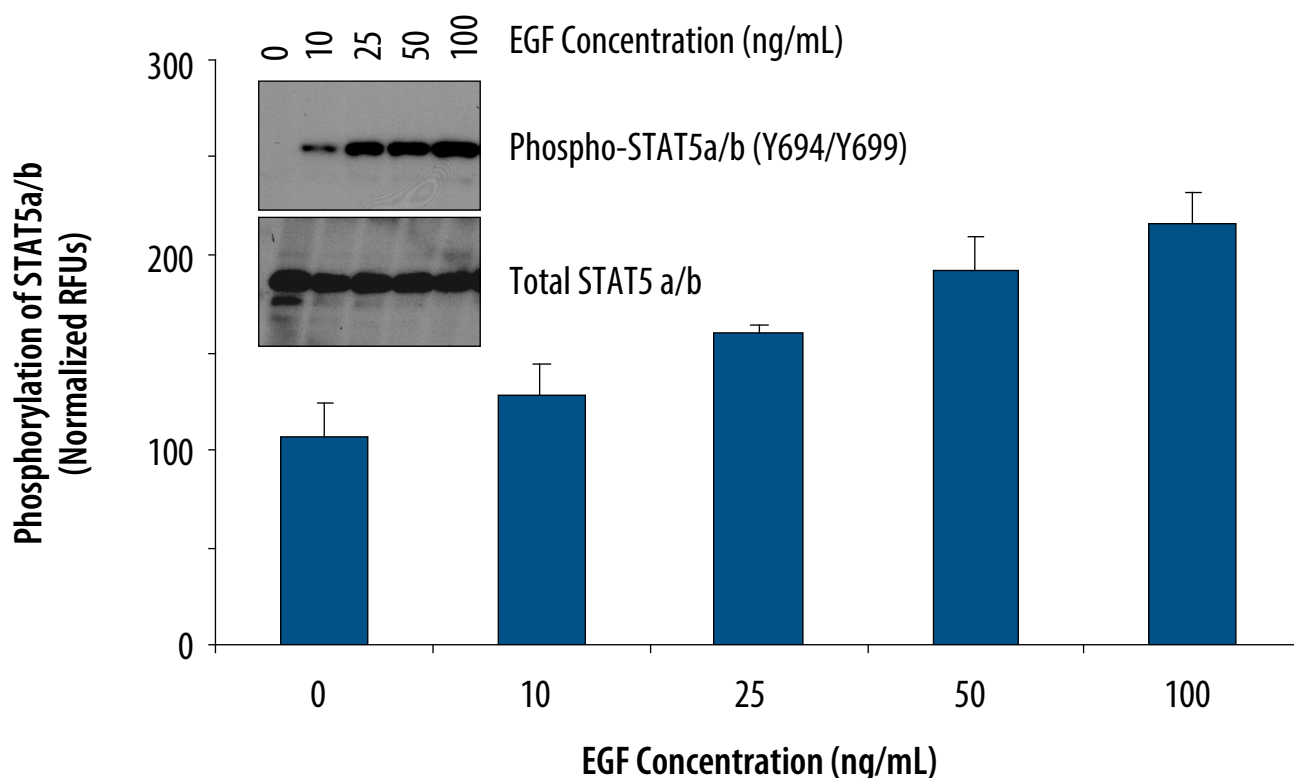 0 10 25 50 100 EGF Concentration (ng/mL)
300
Phospho-STAT5a/b (Y694/Y699)
Total STAT5 a/b
200
100
0
Phosphorylation of STAT5a/b
(Normalized RFUs)
0 10 25 50 100
EGF Concentration (ng/mL)